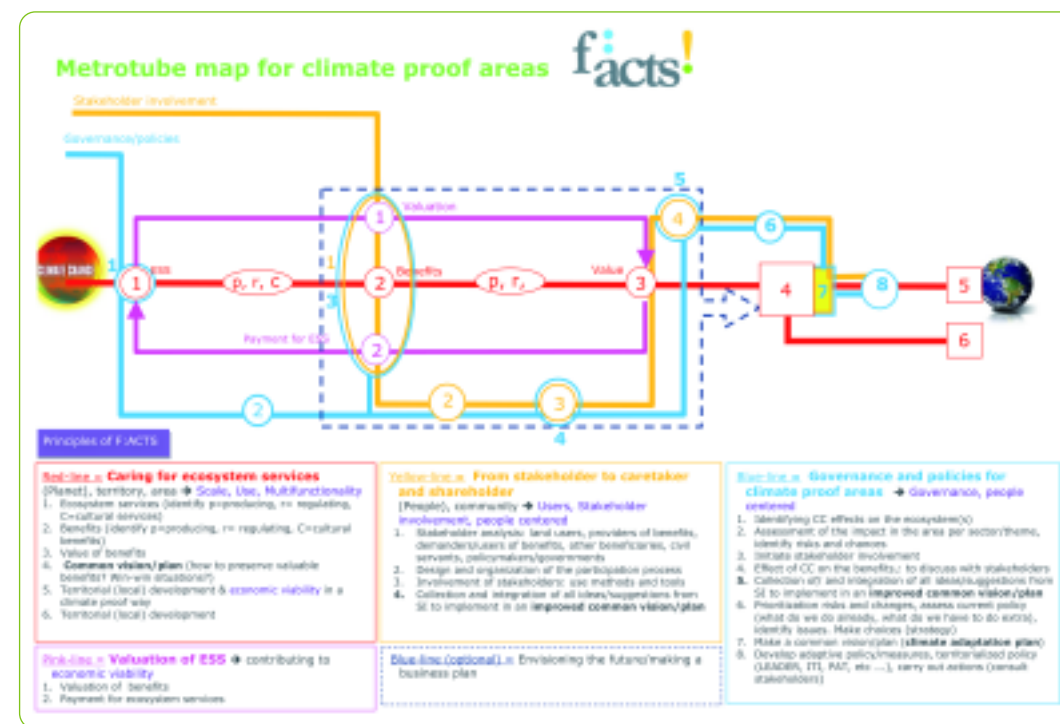 Metrotube map for climate proof areas
f:acts!
Stakeholder involvement
Governance/policies
5
1
Valuation
4
6
1
ESS
1
p, r, c
1
2
Benefits
p, r,
Value
3
4
7
8
5
3
Payment for ESS
2
6
2
2
3
4
Principles of F:ACTS
Red-line = Caring for ecosystem services
(Planet), territory, area → Scale, Use, Multifunctionality
1. Ecosystem services (identify p=producing, r= regulating,
C=cultural services)
2. Benefits (identify p=producing, r= regulating, C=cultural
benefits)
3. Value of benefits
4. Common vision/plan (how to preserve valuable
benefits? Win-win situations?)
5. Territorial (local) development & economic viability in a
climate proof way
6. Territorial (local) development
Pink-line = Valuation of ESS → contributing to
economic viability
1. Valuation of benefits
2. Payment for ecosystem services
Yellow-line = From stakeholder to caretaker
and shareholder
(People), community → Users, Stakeholder
involvement, people centered
1. Stakeholder analysis: land users, providers of benefits,
demanders/users of benefits, other beneficiaries, civil
servants, policymakers/governments
2. Design and organisation of the participation process
3. Involvement of stakeholders: use methods and tools
4. Collection and integration of all ideas/suggestions from
SI to implement in an improved common vision/plan
Blue-line (optional) = Envisioning the future/making a
business plan
Blue-line = Governance and policies for
climate proof areas → Governance, people
centered
1. Identifying CC effects on the ecosystem(s)
2. Assessment of the impact in the area per sector/theme,
identify risks and chances
3. Initiate stakeholder involvement
4. Effect of CC on the benefits,: to discuss with stakeholders
5. Collection off and integration of all ideas/suggestions from
SI to implement in an improved common vision/plan
6. Prioritisation risks and changes, assess current policy
(what do we do already, what do we have to do extra),
identify issues. Make choices (strategy)
7. Make a common vision/plan (climate adaptation plan)
8. Develop adaptive policy/measures, territorialized policy
(LEADER, ITI, PAT, etc ...), carry out actions (consult
stakeholders)